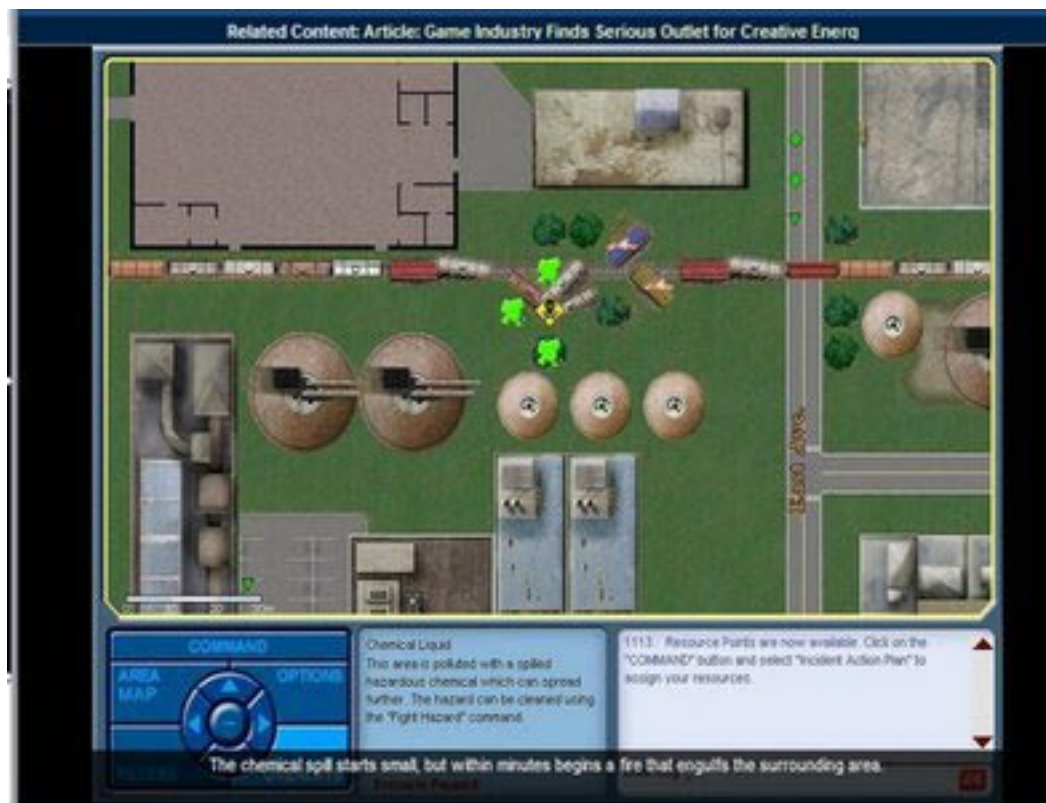 Related Content: Article: Game Industry Finds Serious Outlet for Creative Energ
COMMAND
AREA
MAP
OPTIONS
Chemical Liquid
This area is polluted with a spilled
hazardous chemical which can spread
further. The hazard can be cleaned using
the "Fight Hazard" command.
1113 Resource Points are now available. Click on the
"COMMAND" button and select "Incident Action Plan" to
assign your resources.
The chemical spill starts small, but within minutes begins a fire that engulfs the surrounding area.